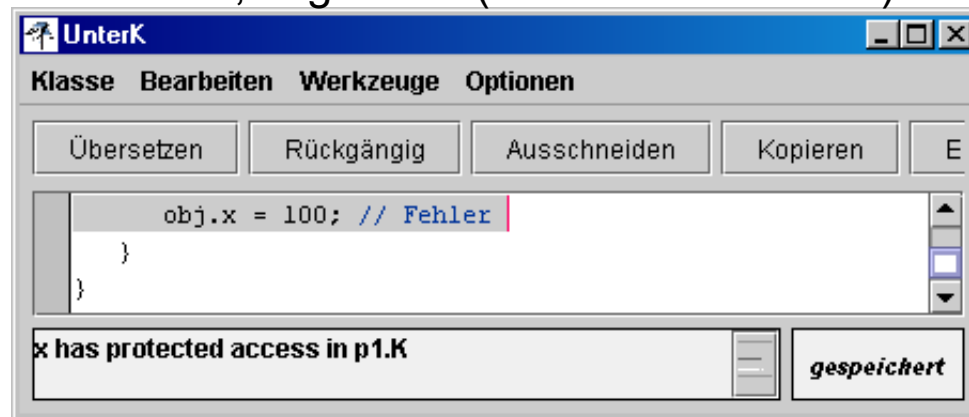 UnterK
Klasse Bearbeiten Werkzeuge Optionen
Übersetzen Rückgängig Ausschneiden Kopieren E
obj.x = 100; // Fehler
}
}
x has protected access in p1.K
gespeichert